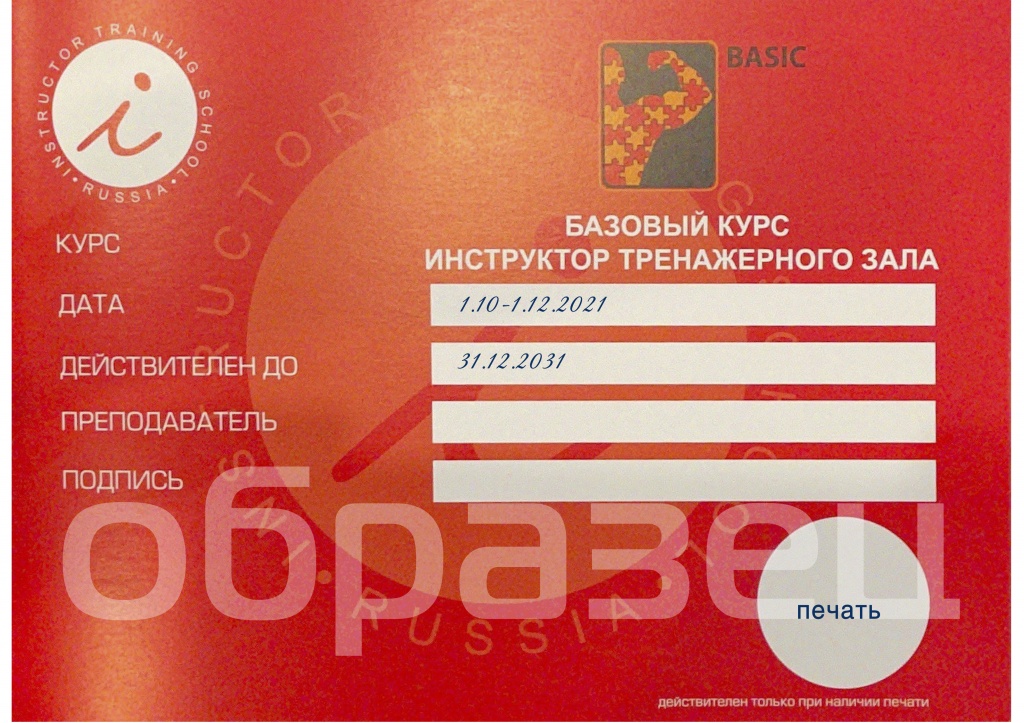 INSTRUCTOR TRAINING SCHOOL
• RUSSIA •
i
BASIC
БАЗОВЫЙ КУРС
КУРС
ИНСТРУКТОР ТРЕНАЖЕРНОГО ЗАЛА
ДАТА
1.10-1.12.2021
ДЕЙСТВИТЕЛЕН ДО
31.12.2031
ПРЕПОДАВАТЕЛЬ
ПОДПИСЬ
образец
печать
• RUSSIA •
действителен только при наличии печати